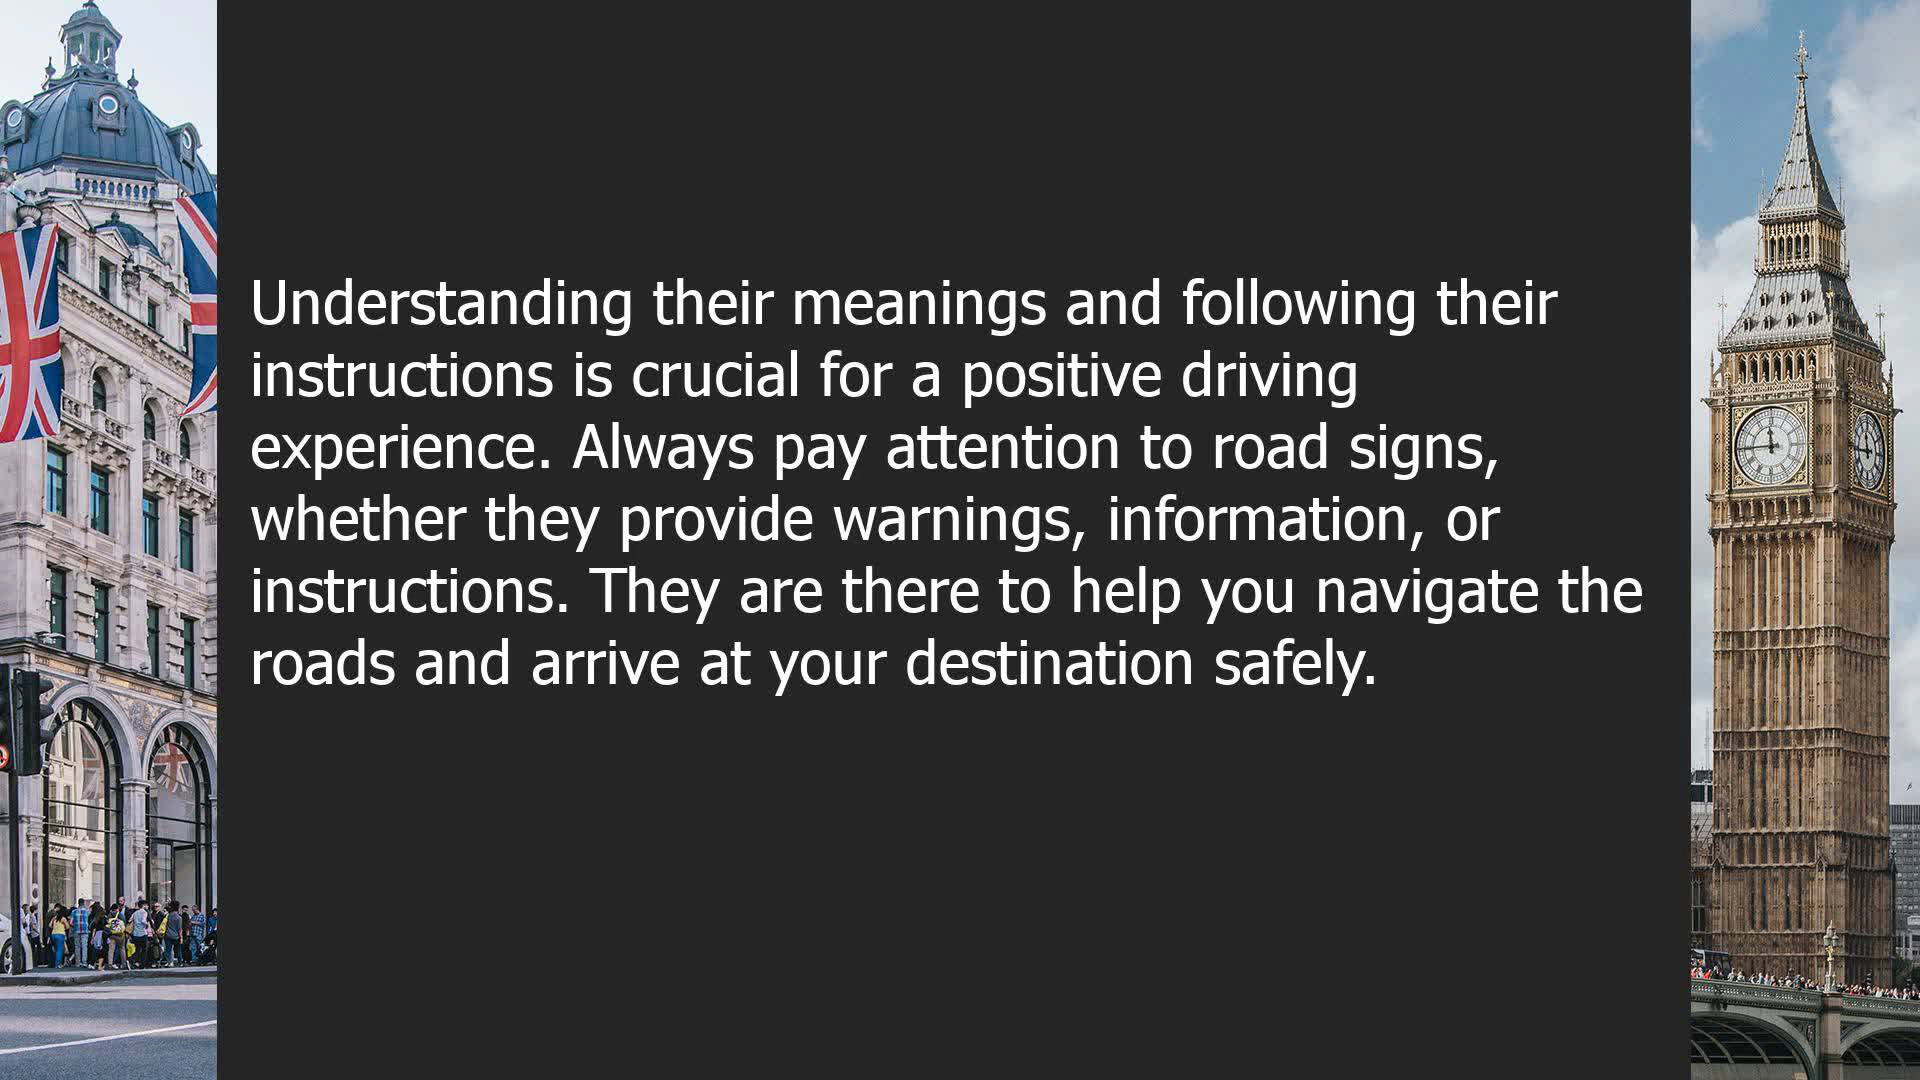 Understanding their meanings and following their
instructions is crucial for a positive driving
experience. Always pay attention to road signs,
whether they provide warnings, information, or
instructions. They are there to help you navigate the
roads and arrive at your destination safely.